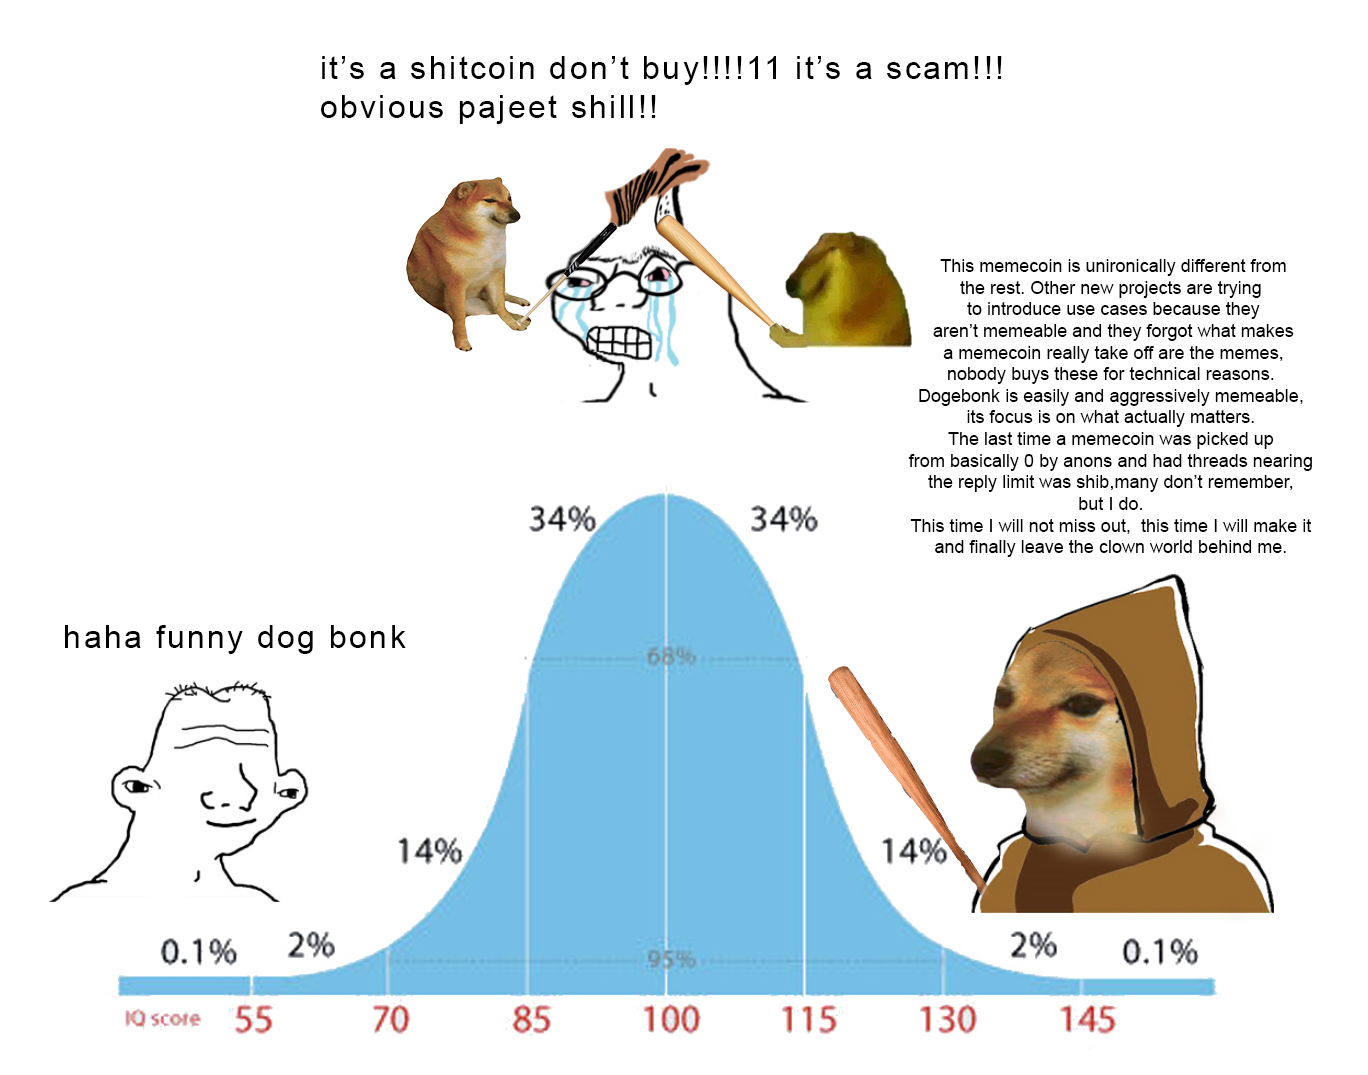 it’s a shitcoin don’t buy!!!!11 it’s a scam!!!
obvious pajeet shill!!
This memecoin is unironically different from
the rest. Other new projects are trying
to introduce use cases because they
aren’t memeable and they forgot what makes
a memecoin really take off are the memes,
nobody buys these for technical reasons.
Dogebonk is easily and aggressively memeable,
its focus is on what actually matters.
The last time a memecoin was picked up
from basically 0 by anons and had threads nearing
the reply limit was shib,many don’t remember,
but I do.
This time I will not miss out,  this time I will make it
and finally leave the clown world behind me.
34% 34%
haha funny dog bonk
68%
14% 14%
0.1% 2% 95% 2% 0.1%
IQ score 55 70 85 100 115 130 145